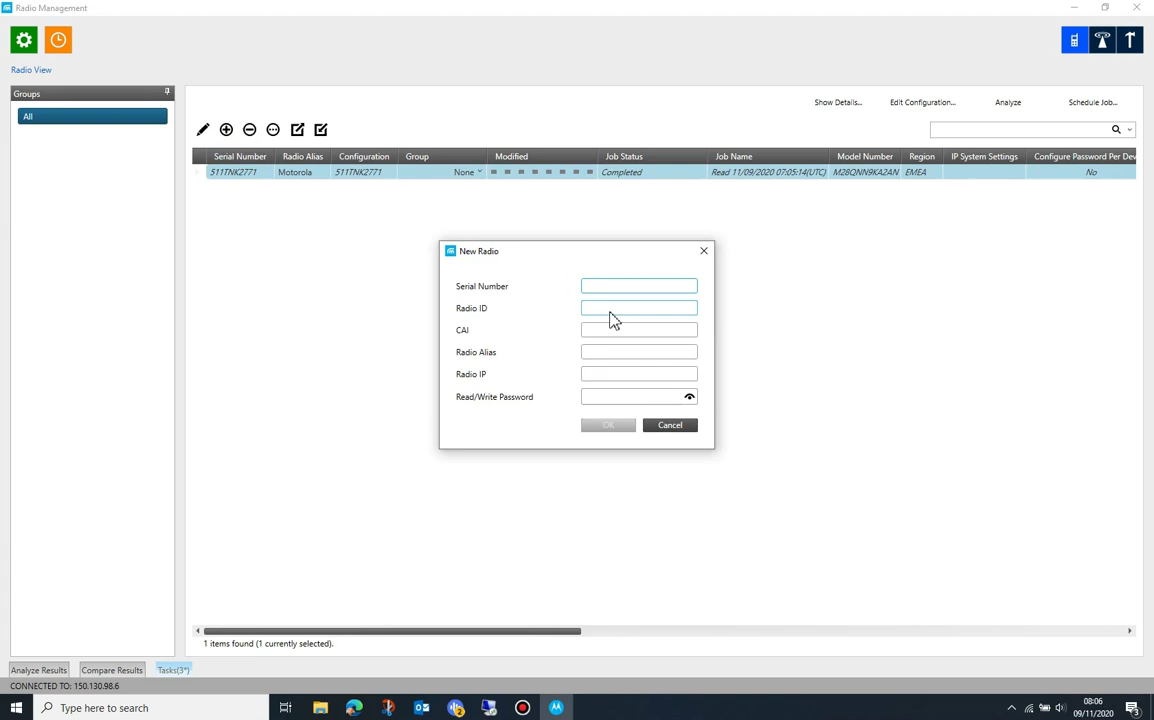 Radio Management
Radio View
Groups
All
Show Details...
Edit Configuration...
Analyze
Schedule Job...
Serial Number Radio Alias Configuration Group Modified Job Status Job Name Model Number Region IP System Settings Configure Password Per Dev
511TNK2771 Motorola 511TNK2771 None Completed Read 11/09/2020 07:05:14(UTC) M28QNN9KA2AN EMEA No
New Radio
Serial Number
Radio ID
CAI
Radio Alias
Radio IP
Read/Write Password
OK Cancel
1 items found (1 currently selected).
Analyze Results Compare Results Tasks(3*)
CONNECTED TO: 150.130.98.6
Type here to search
08:06
09/11/2020
3